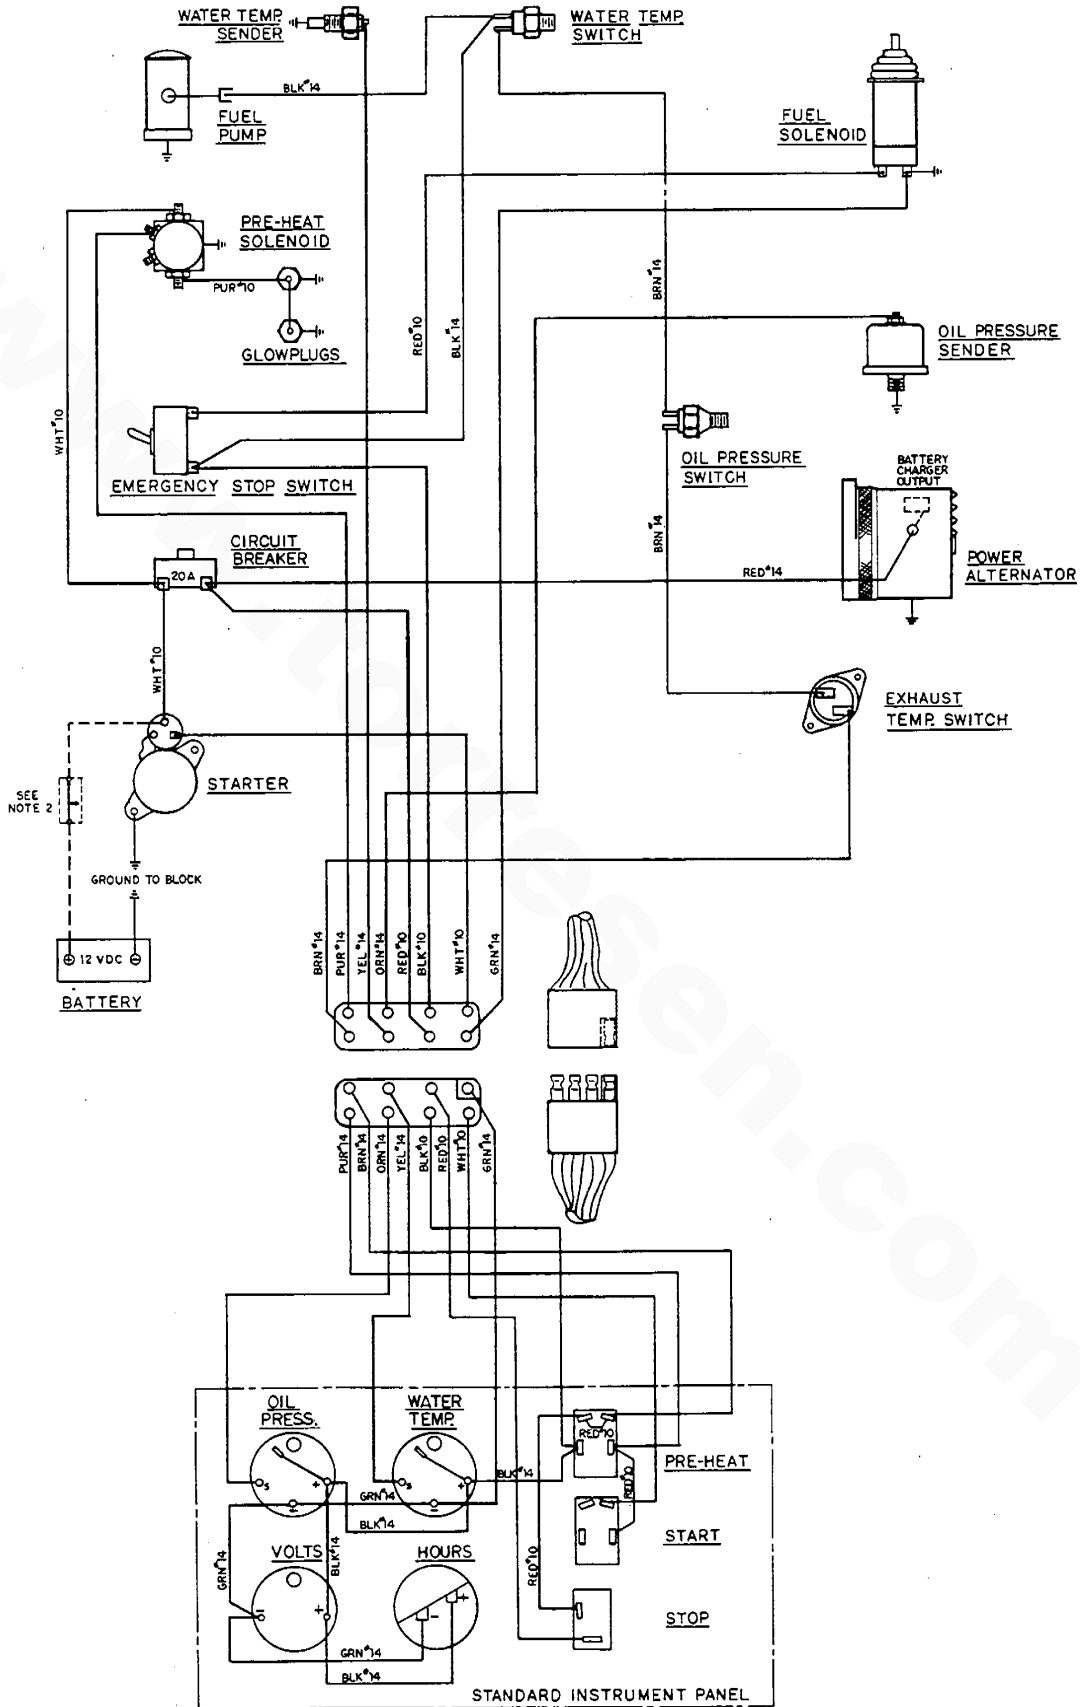 WATER TEMP.
SENDER
WATER TEMP.
SWITCH
BLK#14
FUEL
PUMP
FUEL
SOLENOID
PRE-HEAT
SOLENOID
PUR#10
GLOWPLUGS
RED#10
BLK#14
BRN#14
OIL PRESSURE
SENDER
WHT#10
OIL PRESSURE
SWITCH
EMERGENCY STOP SWITCH
BATTERY
CHARGER
OUTPUT
BRN#14
CIRCUIT
BREAKER
20A
RED#14
POWER
ALTERNATOR
WHT#10
EXHAUST
TEMP. SWITCH
STARTER
SEE
NOTE 2
GROUND TO BLOCK
12 VDC
BATTERY
BRN#14
PUR#14
YEL#14
ORN#14
RED#10
BLK#10
WHT#10
GRN#14
PUR#14
BRN#14
ORN#14
YEL#14
BLK#10
RED#10
WHT#10
GRN#14
OIL
PRESS.
WATER
TEMP.
RED#10
PRE-HEAT
BLK#14
S
+
S
+
GRN#14
-
-
BLK#14
RED#10
START
VOLTS
HOURS
GRN#14
BLK#14
RED#10
-
+
-
+
STOP
GRN#14
BLK#14
STANDARD INSTRUMENT PANEL
www.torresen.com